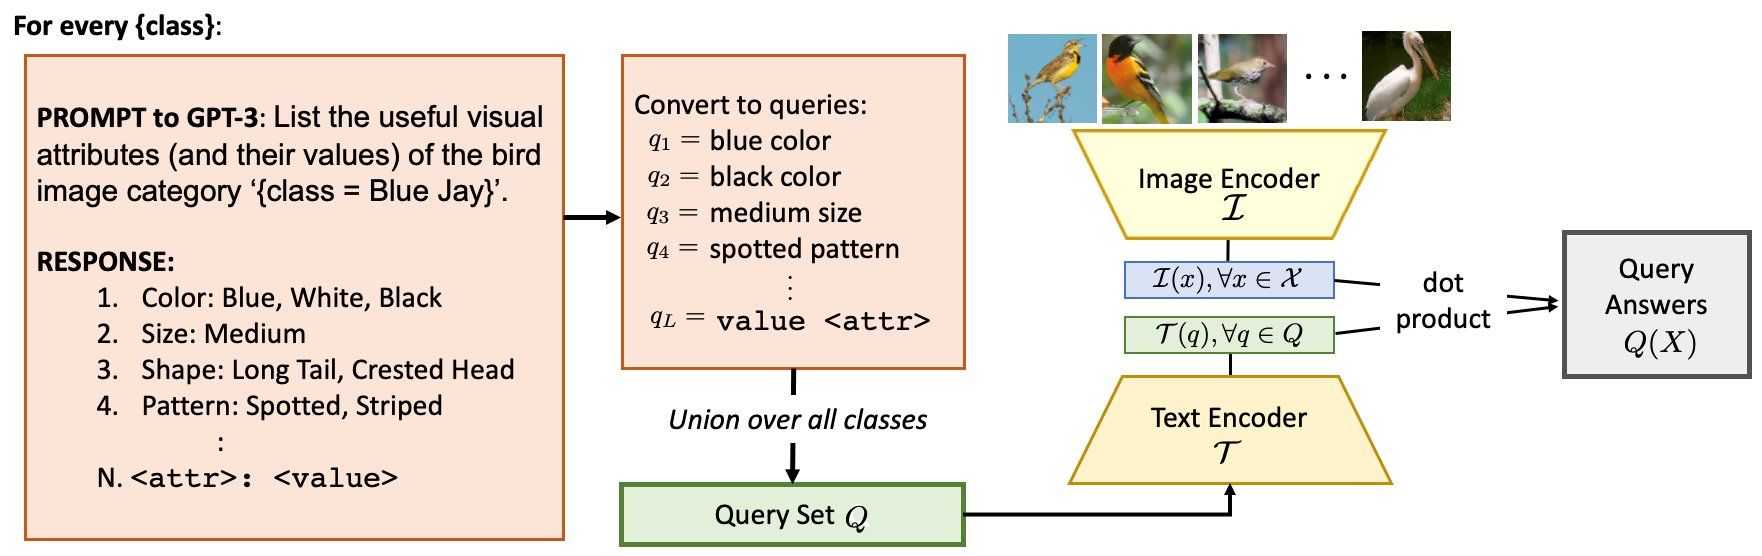 For every {class}:
PROMPT to GPT-3: List the useful visual
attributes (and their values) of the bird
image category ‘{class = Blue Jay}’.
RESPONSE:
1. Color: Blue, White, Black
2. Size: Medium
3. Shape: Long Tail, Crested Head
4. Pattern: Spotted, Striped
:
N. <attr>: <value>
Convert to queries:
q₁ = blue color
q₂ = black color
q₃ = medium size
q₄ = spotted pattern
⋮
q_L = value <attr>
Union over all classes
Query Set Q
· · ·
Image Encoder
ℐ
ℐ(x), ∀x ∈ 𝒳
𝒯(q), ∀q ∈ Q
Text Encoder
𝒯
dot
product
Query
Answers
Q(X)